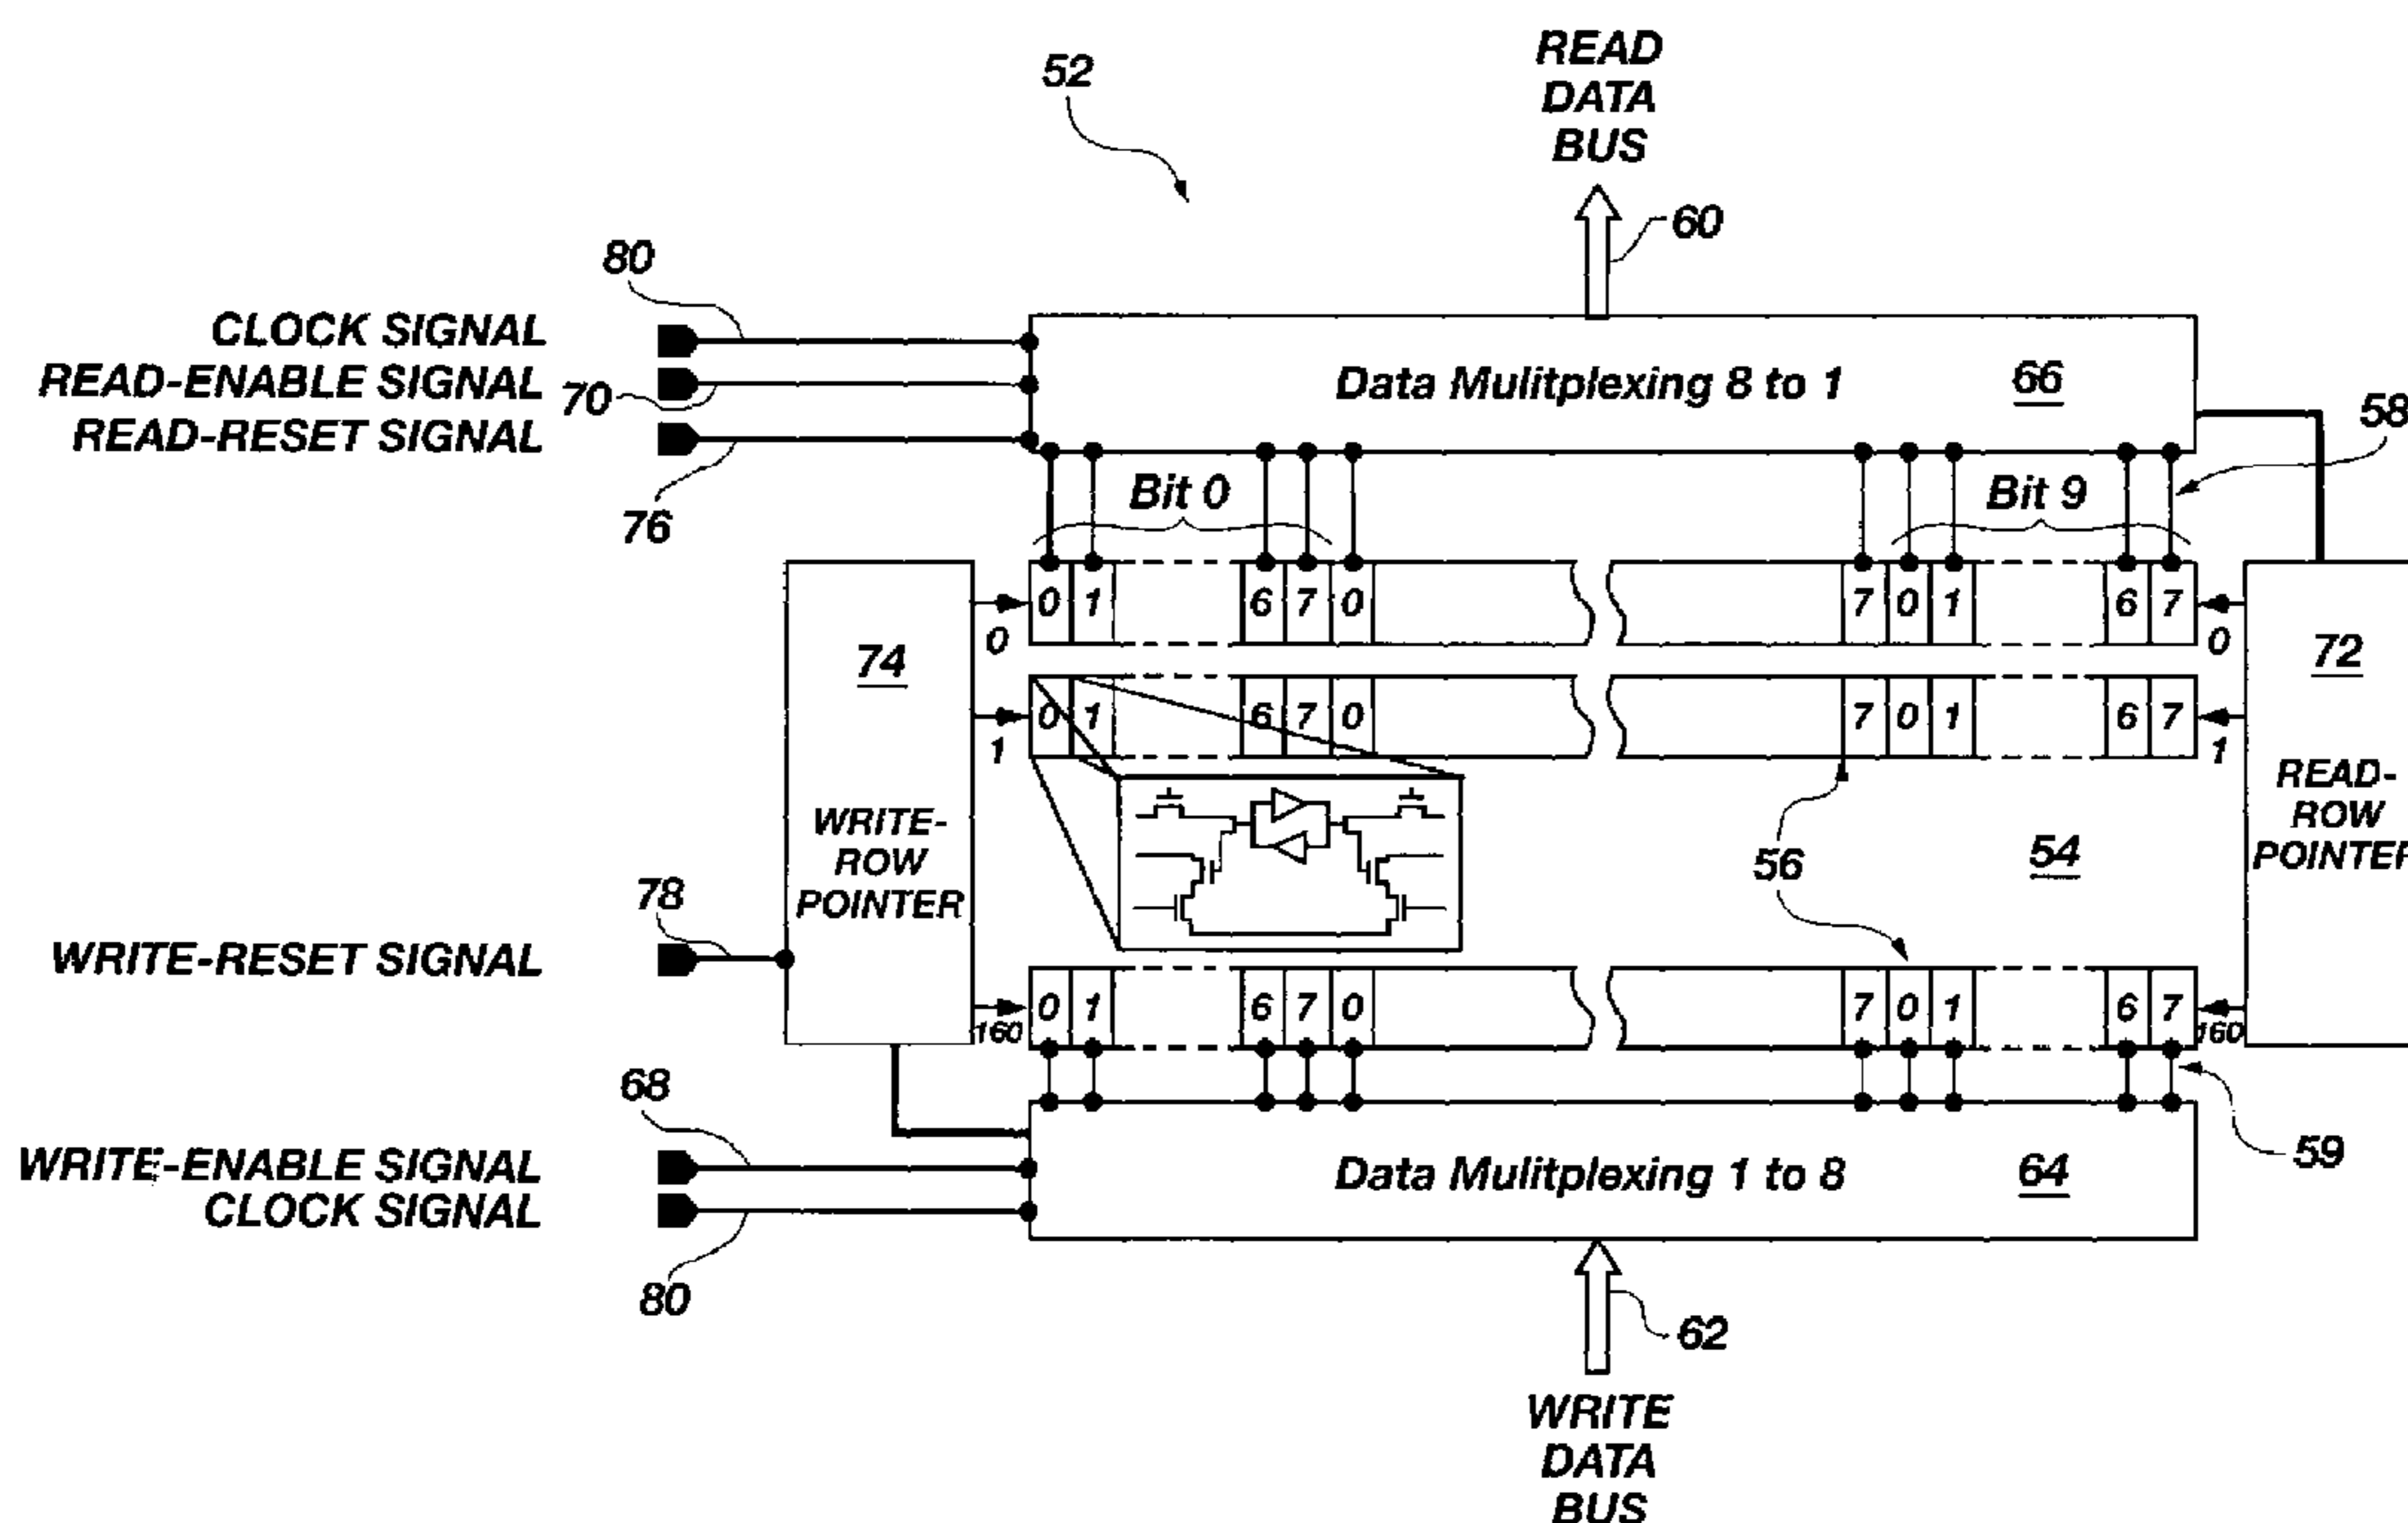 READ
DATA
BUS
52
60
80
CLOCK SIGNAL
READ-ENABLE SIGNAL
70
READ-RESET SIGNAL
76
Data Mulitplexing 8 to 1
66
58
Bit 0
Bit 9
0 1 6 7 0 7 0 1 6 7
0
0
74
72
0 1 6 7 0 7 0 1 6 7
1
1
WRITE-
ROW
POINTER
READ-
ROW
POINTER
56
54
78
WRITE-RESET SIGNAL
0 1 6 7 0 7 0 1 6 7
160
160
68
59
WRITE-ENABLE SIGNAL
CLOCK SIGNAL
80
Data Mulitplexing 1 to 8
64
62
WRITE
DATA
BUS